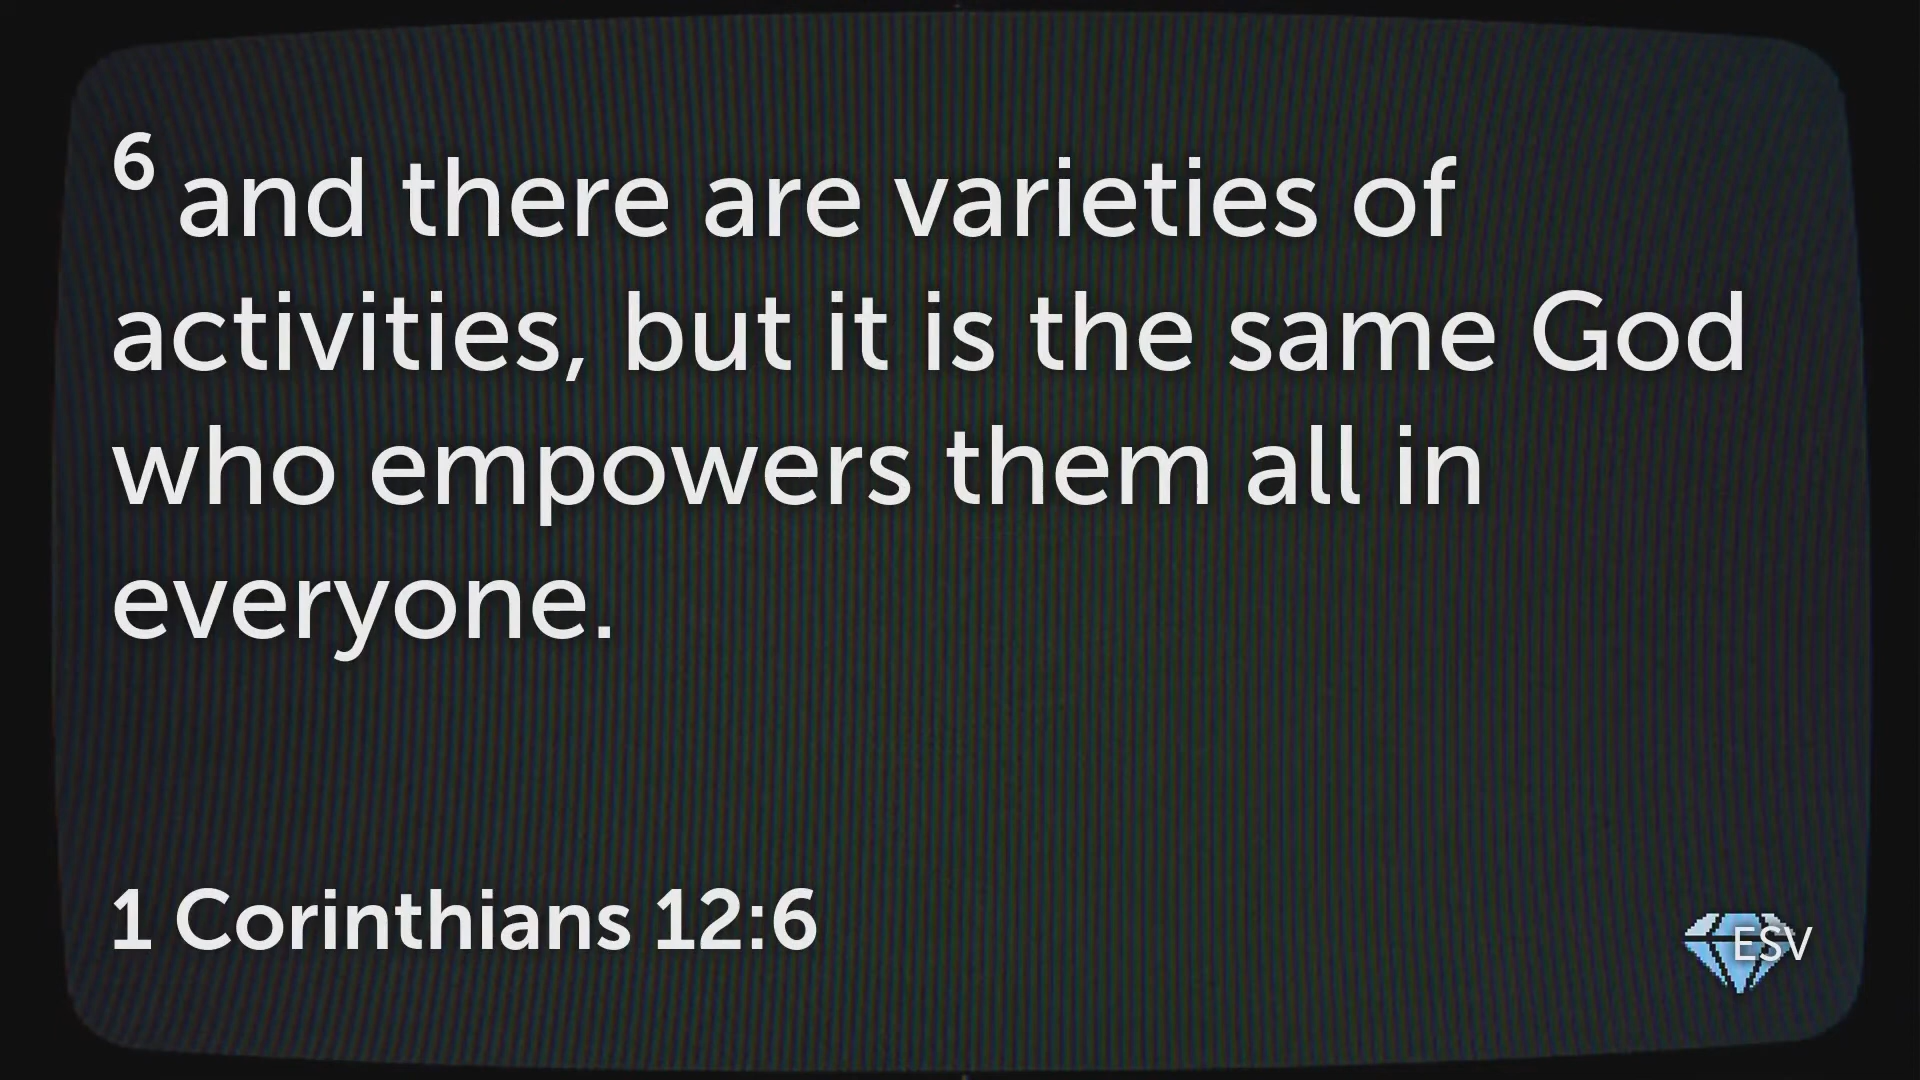 6 and there are varieties of
activities, but it is the same God
who empowers them all in
everyone.
1 Corinthians 12:6
ESV